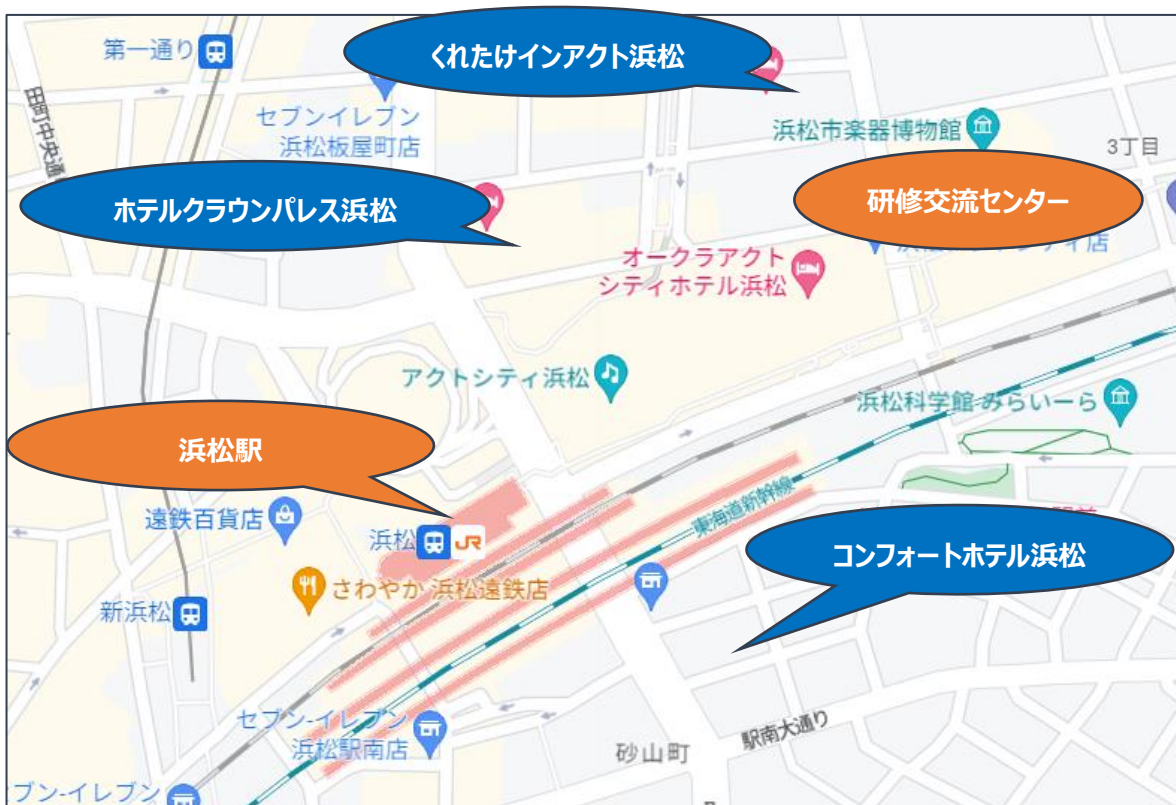 くれたけインアクト浜松
第一通り
田町中央通
セブンイレブン
浜松板屋町店
浜松市楽器博物館
3丁目
ホテルクラウンパレス浜松
研修交流センター
オークラアクト
シティホテル浜松
アクトシティ浜松
浜松科学館 みらいーら
浜松駅
東海道新幹線
遠鉄百貨店
浜松
JR
コンフォートホテル浜松
さわやか 浜松遠鉄店
新浜松
セブン-イレブン
浜松駅南店
砂山町
駅南大通り
ブン-イレブン